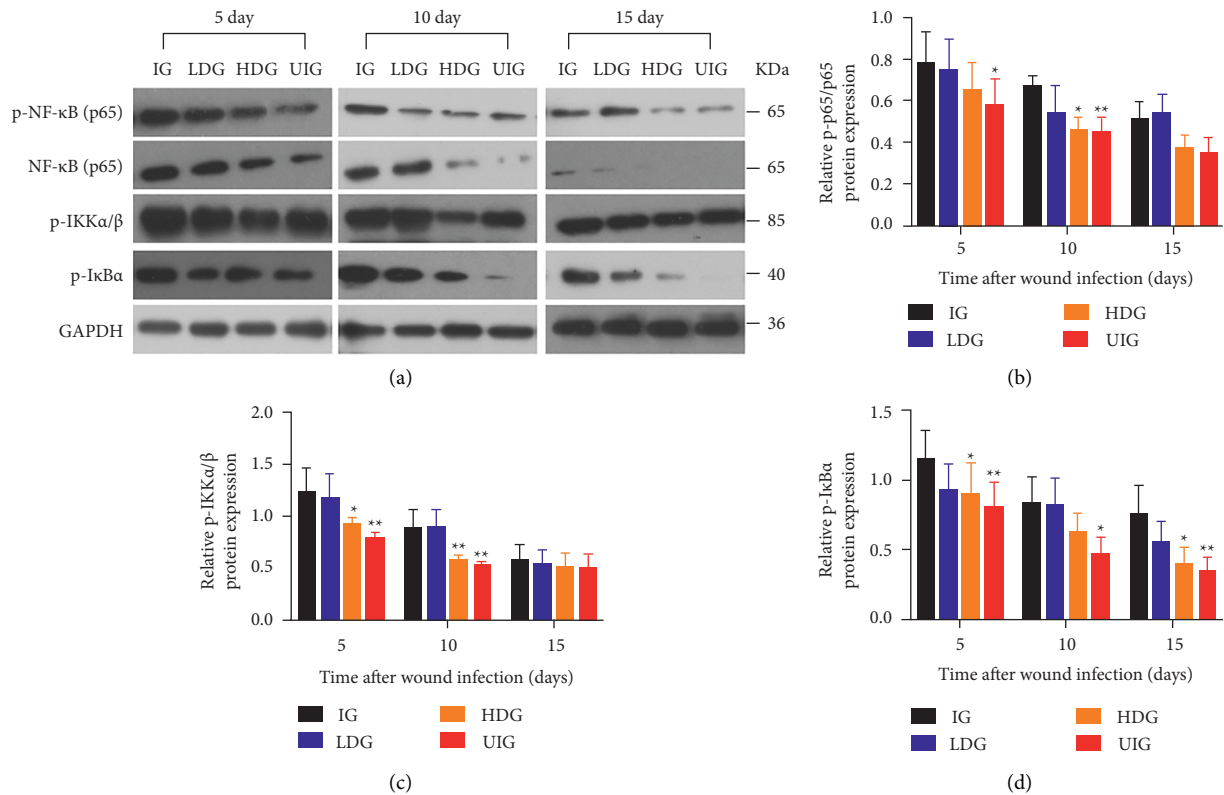 5 day 10 day 15 day
IG LDG HDG UIG IG LDG HDG UIG IG LDG HDG UIG KDa
p-NF-κB (p65) 65
NF-κB (p65) 65
p-IKKα/β 85
p-IκBα 40
GAPDH 36
(a)
Relative p-p65/p65
protein expression
1.0
0.8
0.6
0.4
0.2
0.0
* * **
5 10 15
Time after wound infection (days)
IG HDG
LDG UIG
(b)
Relative p-IKKα/β
protein expression
2.0
1.5
1.0
0.5
0.0
* ** ** **
5 10 15
Time after wound infection (days)
IG HDG
LDG UIG
(c)
Relative p-IκBα
protein expression
1.5
1.0
0.5
0.0
* ** * * **
5 10 15
Time after wound infection (days)
IG HDG
LDG UIG
(d)